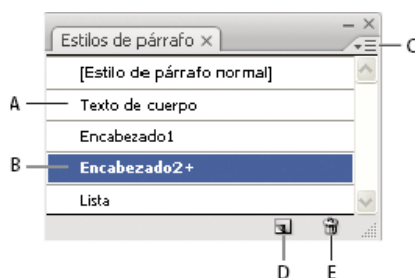 Estilos de párrafo ×
C
[Estilo de párrafo normal]
A Texto de cuerpo
Encabezado1
B Encabezado2+
Lista
D E